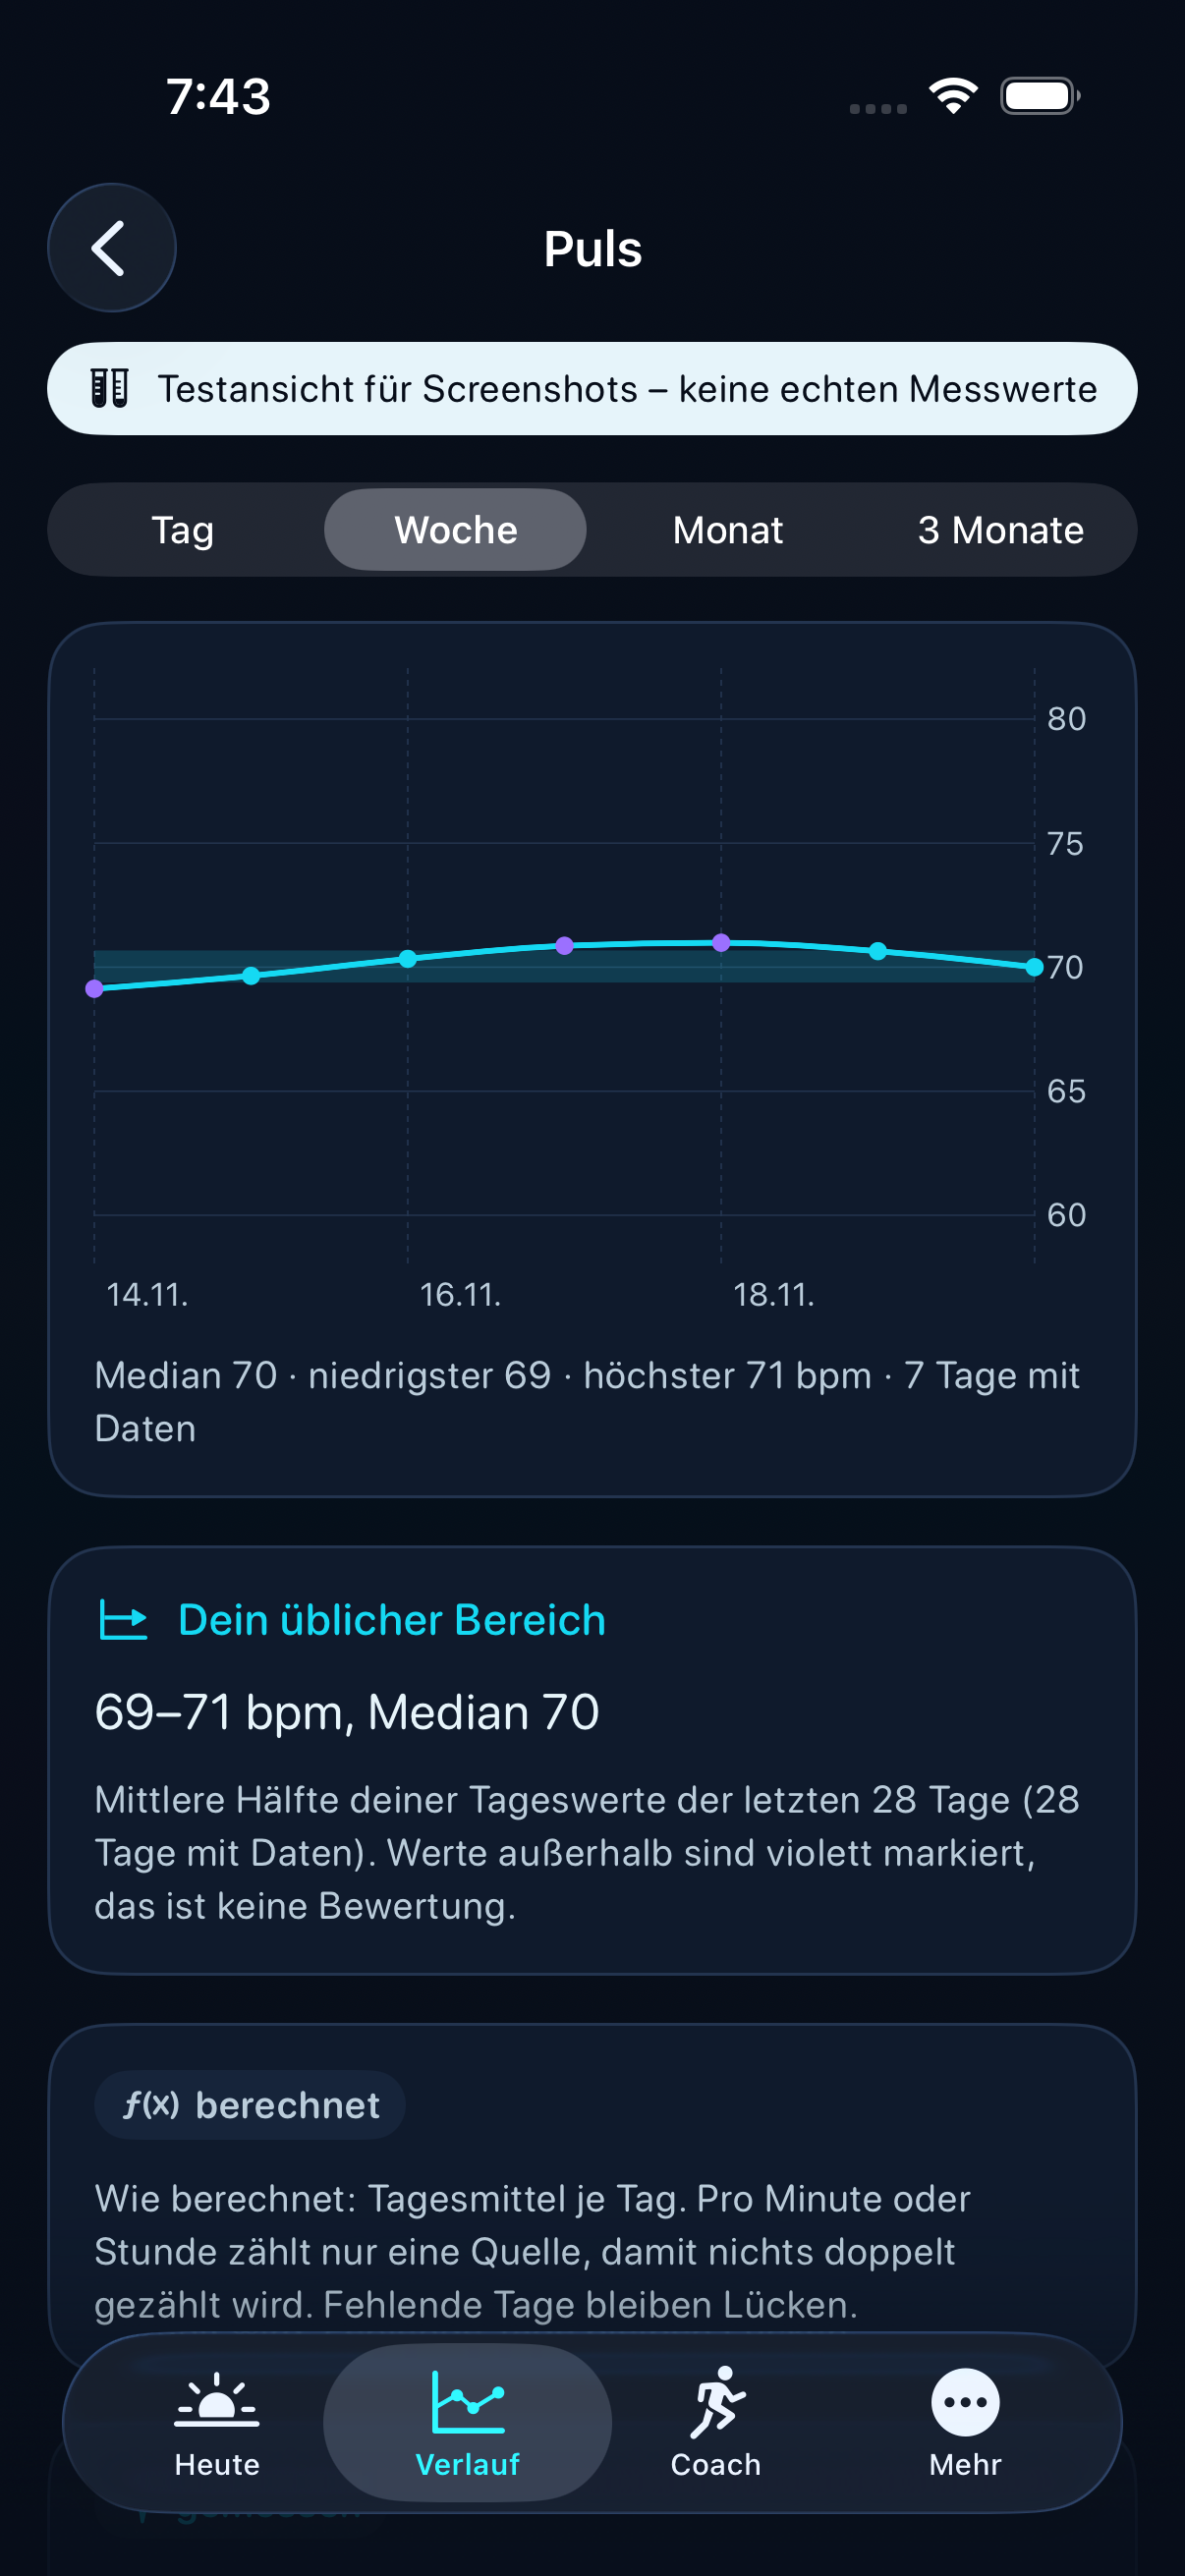 7:43
Puls
Testansicht für Screenshots – keine echten Messwerte
Tag
Woche
Monat
3 Monate
80
75
70
65
60
14.11.
16.11.
18.11.
Median 70 · niedrigster 69 · höchster 71 bpm · 7 Tage mit
Daten
Dein üblicher Bereich
69–71 bpm, Median 70
Mittlere Hälfte deiner Tageswerte der letzten 28 Tage (28
Tage mit Daten). Werte außerhalb sind violett markiert,
das ist keine Bewertung.
f(x) berechnet
Wie berechnet: Tagesmittel je Tag. Pro Minute oder
Stunde zählt nur eine Quelle, damit nichts doppelt
gezählt wird. Fehlende Tage bleiben Lücken.
Heute
Verlauf
Coach
Mehr